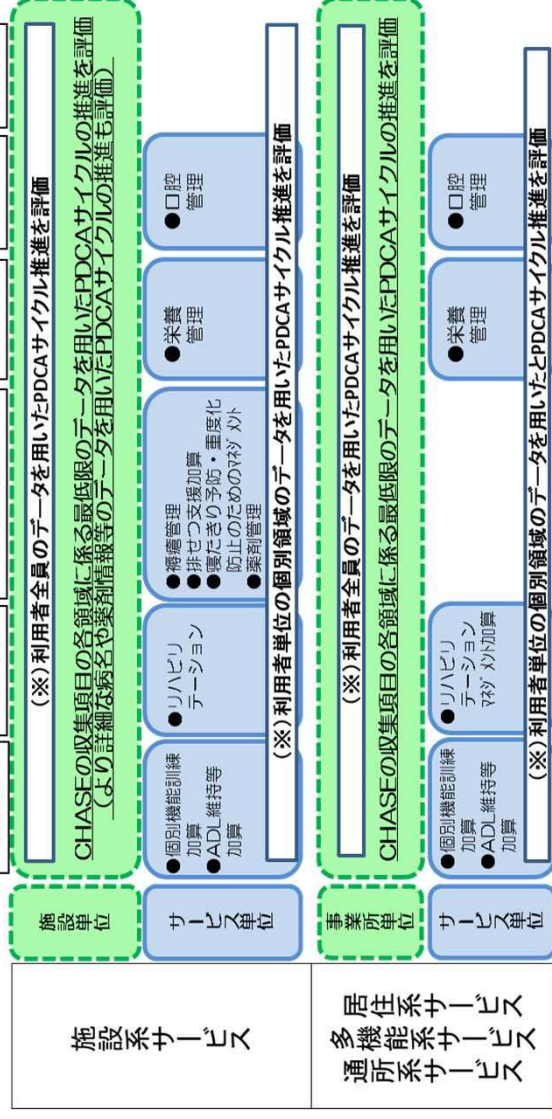 施設系サービス
施設
単位
(※)利用者全員のデータを用いたPDCAサイクル推進を評価
CHASEの収集項目の各領域に係る最低限のデータを用いたPDCAサイクルの推進を評価
(より詳細な病名や薬剤情報等のデータを用いたPDCAサイクルの推進も評価)
サービス単位
●個別機能訓練
加算
●ADL維持等
加算
●リハビリ
テーション
●褥瘡管理
●排せつ支援加算
●寝たきり予防・重度化
防止のためのマネジメント
●薬剤管理
●栄養
管理
●口腔
管理
(※)利用者単位の個別領域のデータを用いたPDCAサイクル推進を評価
通所系サービス
多機能系サービス
居住系サービス
事業所単位
(※)利用者全員のデータを用いたPDCAサイクル推進を評価
CHASEの収集項目の各領域に係る最低限のデータを用いたPDCAサイクルの推進を評価
サービス単位
●個別機能訓練
加算
●ADL維持等
加算
●リハビリ
テーション
マネジメント加算
●栄養
管理
●口腔
管理
(※)利用者単位の個別領域のデータを用いたとPDCAサイクル推進を評価